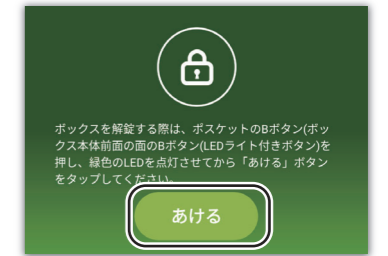 ボックスを解錠する際は、ポスケットのBボタン(ボッ
クス本体前面の面のBボタン(LEDライト付きボタン)を
押し、緑色のLEDを点灯させてから「あける」ボタン
をタップしてください。
あける